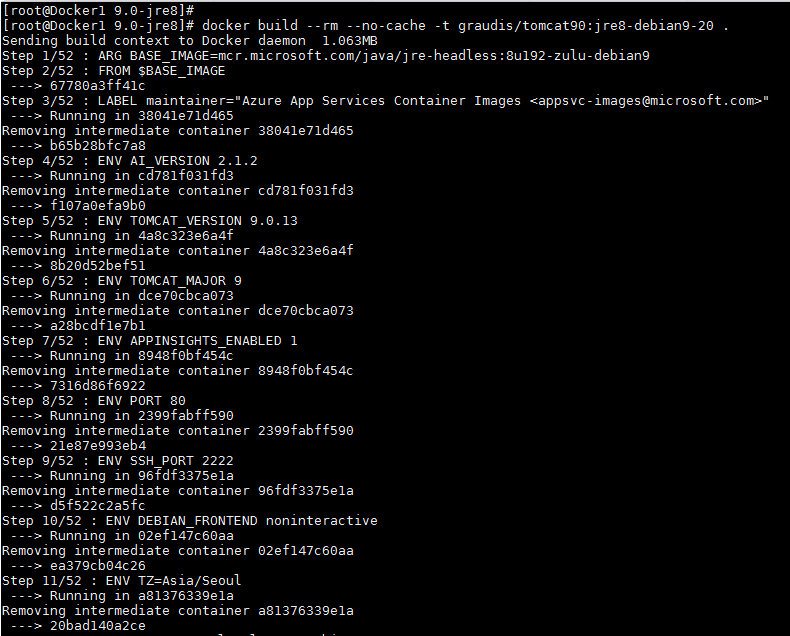 [root@Docker1 9.0-jre8]#
[root@Docker1 9.0-jre8]# docker build --rm --no-cache -t graudis/tomcat90:jre8-debian9-20 .
Sending build context to Docker daemon  1.063MB
Step 1/52 : ARG BASE_IMAGE=mcr.microsoft.com/java/jre-headless:8u192-zulu-debian9
Step 2/52 : FROM $BASE_IMAGE
 ---> 67780a3ff41c
Step 3/52 : LABEL maintainer="Azure App Services Container Images <appsvc-images@microsoft.com>"
 ---> Running in 38041e71d465
Removing intermediate container 38041e71d465
 ---> b65b28bfc7a8
Step 4/52 : ENV AI_VERSION 2.1.2
 ---> Running in cd781f031fd3
Removing intermediate container cd781f031fd3
 ---> f107a0efa9b0
Step 5/52 : ENV TOMCAT_VERSION 9.0.13
 ---> Running in 4a8c323e6a4f
Removing intermediate container 4a8c323e6a4f
 ---> 8b20d52bef51
Step 6/52 : ENV TOMCAT_MAJOR 9
 ---> Running in dce70cbca073
Removing intermediate container dce70cbca073
 ---> a28bcdf1e7b1
Step 7/52 : ENV APPINSIGHTS_ENABLED 1
 ---> Running in 8948f0bf454c
Removing intermediate container 8948f0bf454c
 ---> 7316d86f6922
Step 8/52 : ENV PORT 80
 ---> Running in 2399fabff590
Removing intermediate container 2399fabff590
 ---> 21e87e993eb4
Step 9/52 : ENV SSH_PORT 2222
 ---> Running in 96fdf3375e1a
Removing intermediate container 96fdf3375e1a
 ---> d5f522c2a5fc
Step 10/52 : ENV DEBIAN_FRONTEND noninteractive
 ---> Running in 02ef147c60aa
Removing intermediate container 02ef147c60aa
 ---> ea379cb04c26
Step 11/52 : ENV TZ=Asia/Seoul
 ---> Running in a81376339e1a
Removing intermediate container a81376339e1a
 ---> 20bad140a2ce